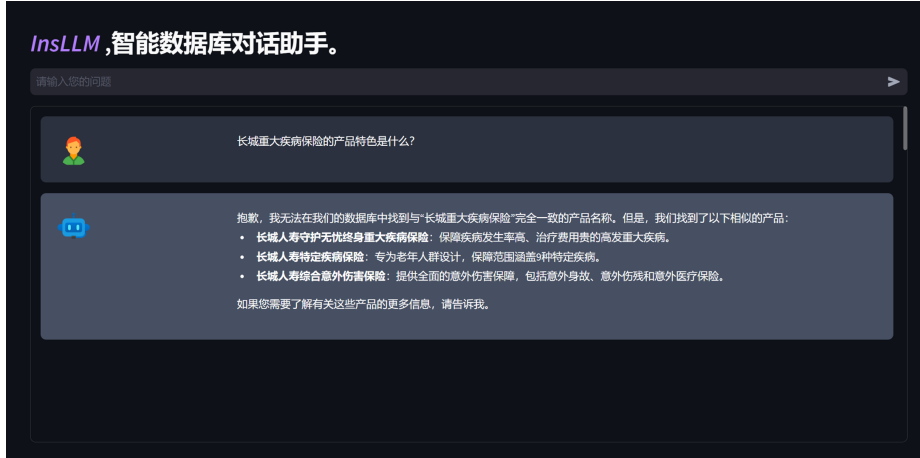 InsLLM ,智能数据库对话助手。
请输入您的问题
长城重大疾病保险的产品特色是什么?
抱歉，我无法在我们的数据库中找到与“长城重大疾病保险”完全一致的产品名称。但是，我们找到了以下相似的产品：
• 长城人寿守护无忧终身重大疾病保险：保障疾病发生率高、治疗费用贵的高发重大疾病。
• 长城人寿特定疾病保险：专为老年人群设计，保障范围涵盖9种特定疾病。
• 长城人寿综合意外伤害保险：提供全面的意外伤害保障，包括意外身故、意外伤残和意外医疗保险。
如果您需要了解有关这些产品的更多信息，请告诉我。